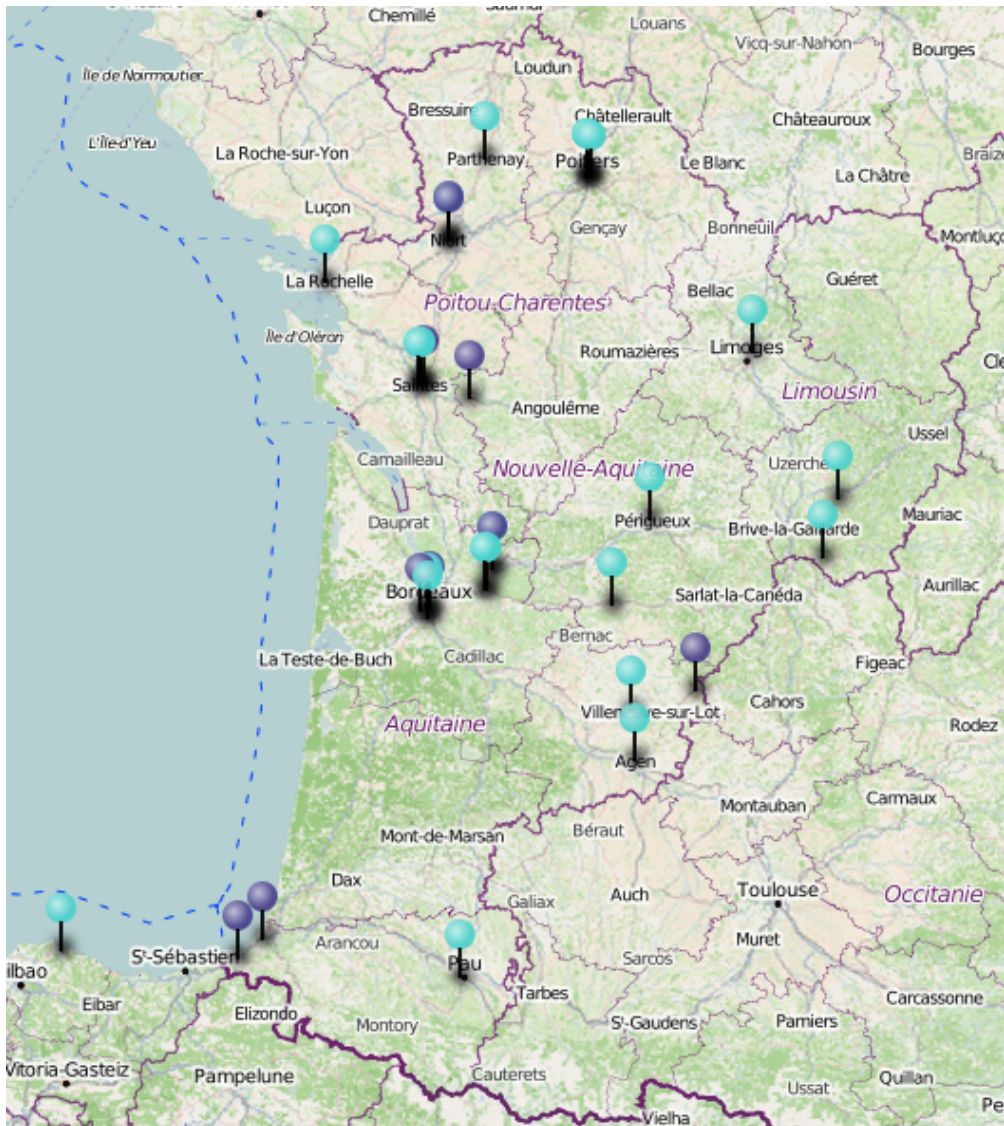 Chemillé
Louans
Vicq-sur-Nahon
Bourges
Loudun
Île de Noirmoutier
Bressuire
Châtellerault
Châteauroux
L'Île-d'Yeu
La Roche-sur-Yon
Parthenay
Poitiers
Le Blanc
La Châtre
Luçon
Gençay
Bonneuil
Niort
La Rochelle
Bellac
Guéret
Poitou-Charentes
Île d'Oléron
Roumazières
Limoges
Saintes
Limousin
Angoulême
Ussel
Camailleau
Nouvelle-Aquitaine
Uzerche
Dauprat
Périgueux
Brive-la-Gaillarde
Mauriac
Bordeaux
Sarlat-la-Canéda
Aurillac
Bernac
La Teste-de-Buch
Cadillac
Figeac
Cahors
Villeneuve-sur-Lot
Aquitaine
Rodez
Agen
Montauban
Carmaux
Mont-de-Marsan
Béraut
Dax
Auch
Toulouse
Occitanie
Galiax
Arancou
Muret
Sᵗ-Sébastien
Pau
Sarcos
ilbao
Eibar
Tarbes
Carcassonne
Elizondo
Montory
Sᵗ-Gaudens
Pamiers
Vitoria-Gasteiz
Pampelune
Cauterets
Ussat
Quillan
Vielha